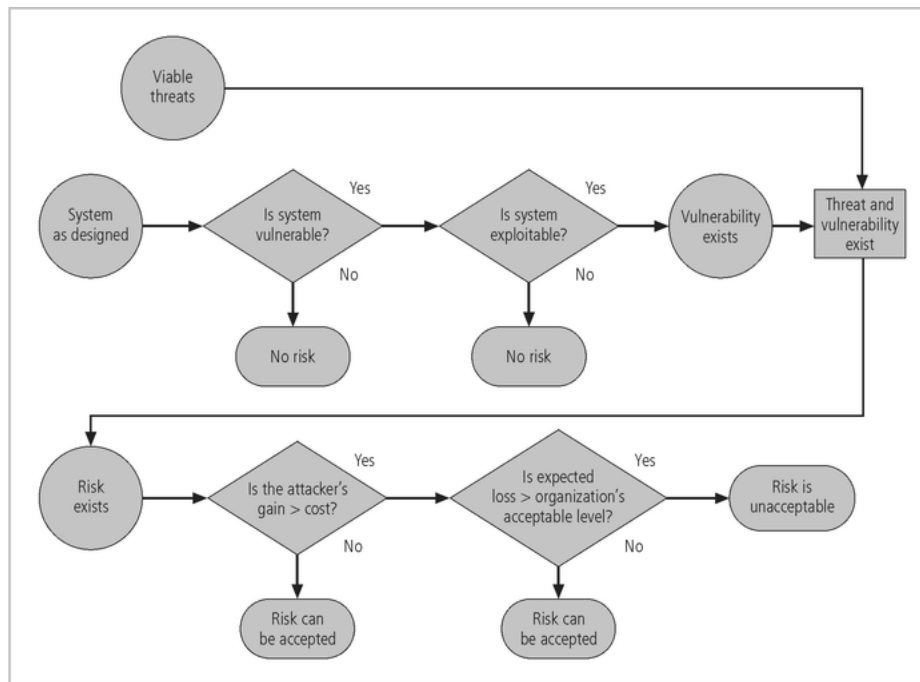 Viable
threats
System
as designed
Is system
vulnerable?
Yes
No
No risk
Is system
exploitable?
Yes
No
No risk
Vulnerability
exists
Threat and
vulnerability
exist
Risk
exists
Is the attacker's
gain > cost?
Yes
No
Risk can
be accepted
Is expected
loss > organization's
acceptable level?
Yes
No
Risk can
be accepted
Risk is
unacceptable